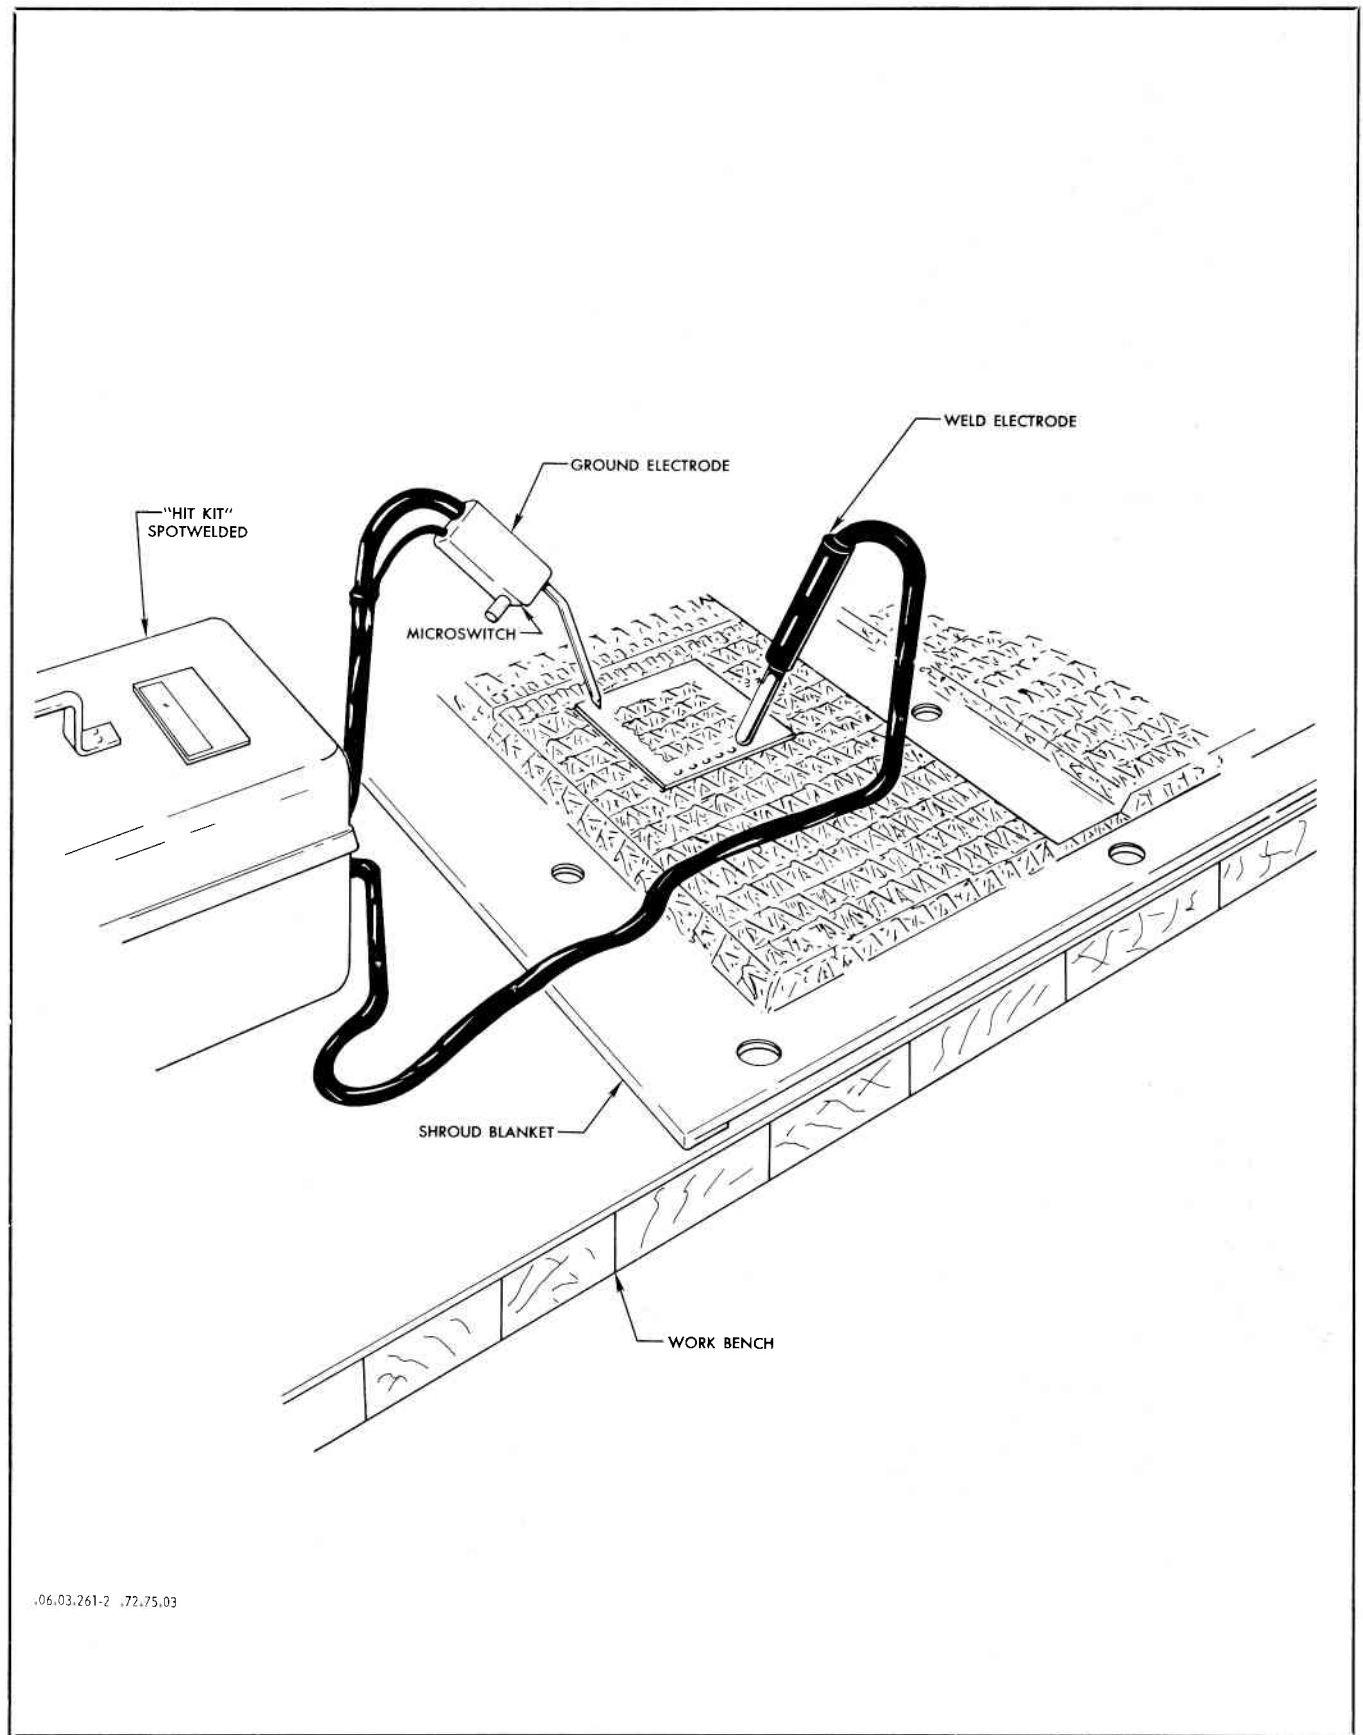 WELD ELECTRODE
GROUND ELECTRODE
"HIT KIT"
SPOTWELDED
MICROSWITCH
SHROUD BLANKET
WORK BENCH
.06.03.261-2 .72.75.03